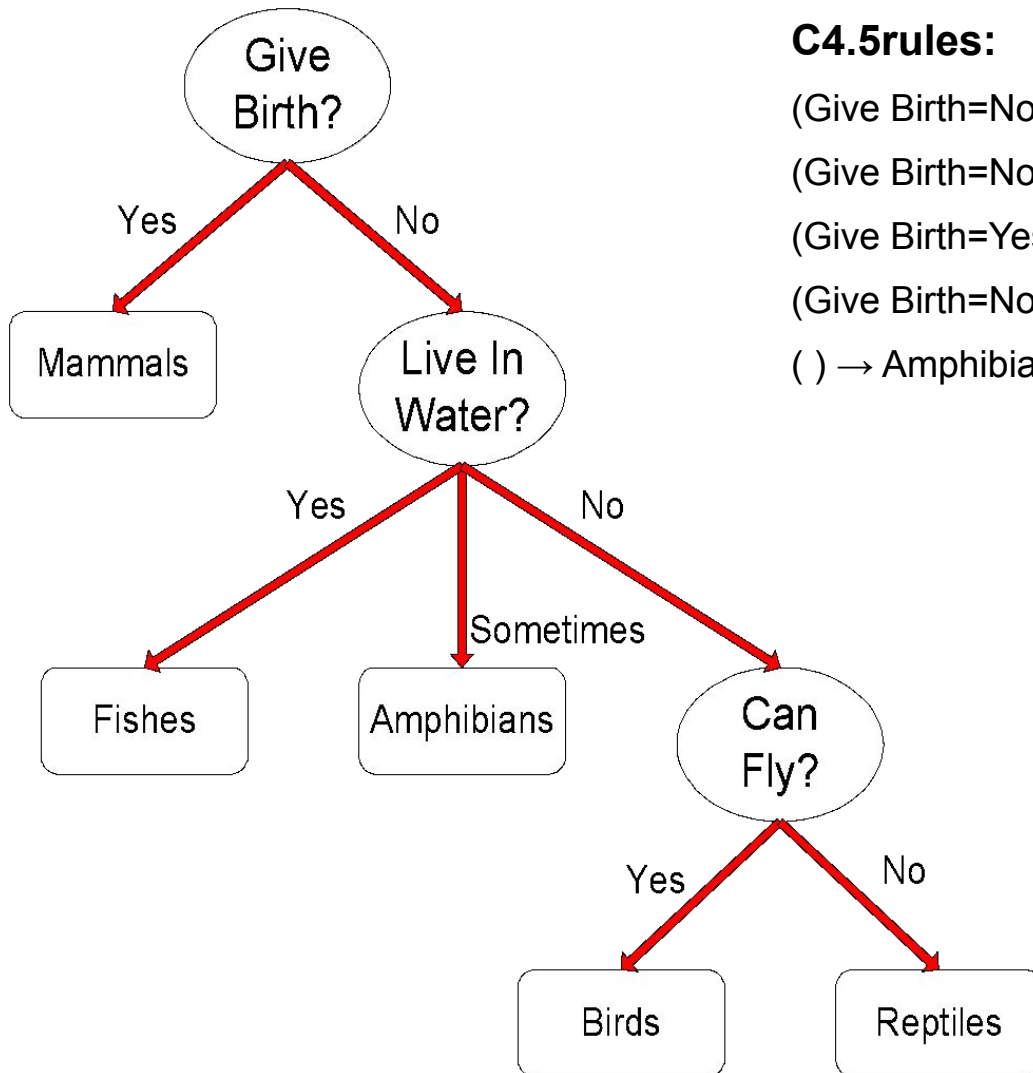 Give
Birth?
Yes
No
Mammals
Live In
Water?
Yes
Sometimes
No
Fishes
Amphibians
Can
Fly?
Yes
No
Birds
Reptiles
C4.5rules:
(Give Birth=No
(Give Birth=No
(Give Birth=Yes
(Give Birth=No
( ) → Amphibia